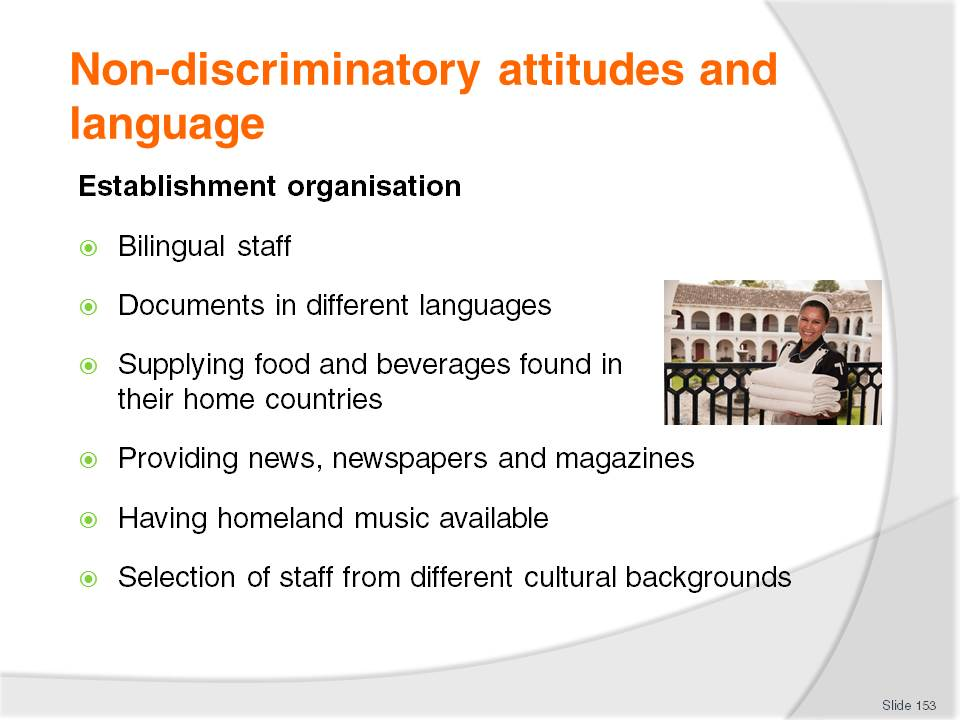 Non-discriminatory attitudes and
language
Establishment organisation
Bilingual staff
Documents in different languages
Supplying food and beverages found in
their home countries
Providing news, newspapers and magazines
Having homeland music available
Selection of staff from different cultural backgrounds
Slide 153